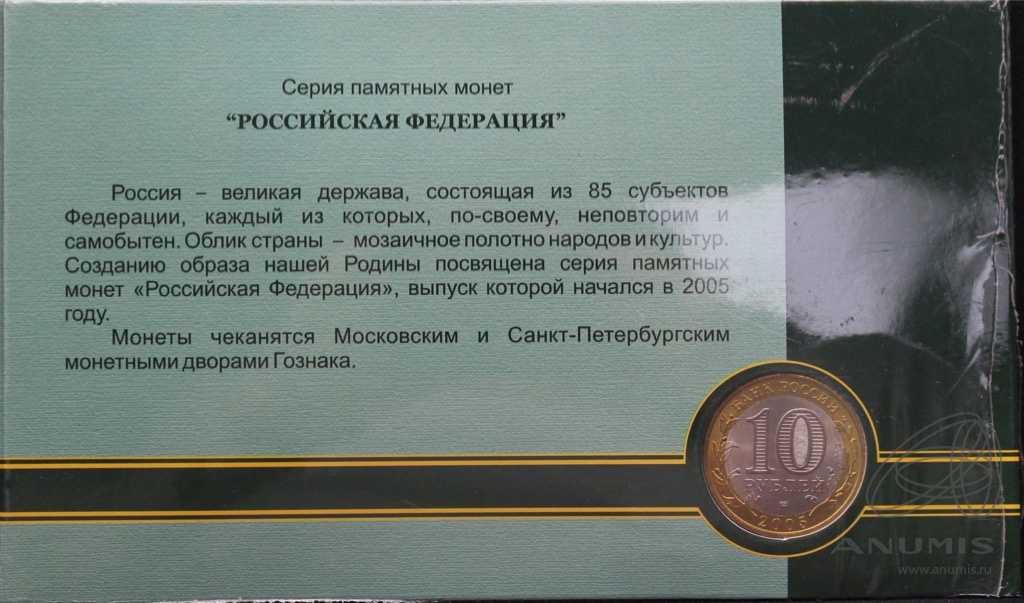 Серия памятных монет
“РОССИЙСКАЯ ФЕДЕРАЦИЯ”
Россия – великая держава, состоящая из 85 субъектов
Федерации, каждый из которых, по-своему, неповторим и
самобытен. Облик страны – мозаичное полотно народов и культур.
Созданию образа нашей Родины посвящена серия памятных
монет «Российская Федерация», выпуск которой начался в 2005
году.
Монеты чеканятся Московским и Санкт-Петербургским
монетными дворами Гознака.
БАНК РОССИИ
10
РУБЛЕЙ
2005
ANUMIS
www.anumis.ru